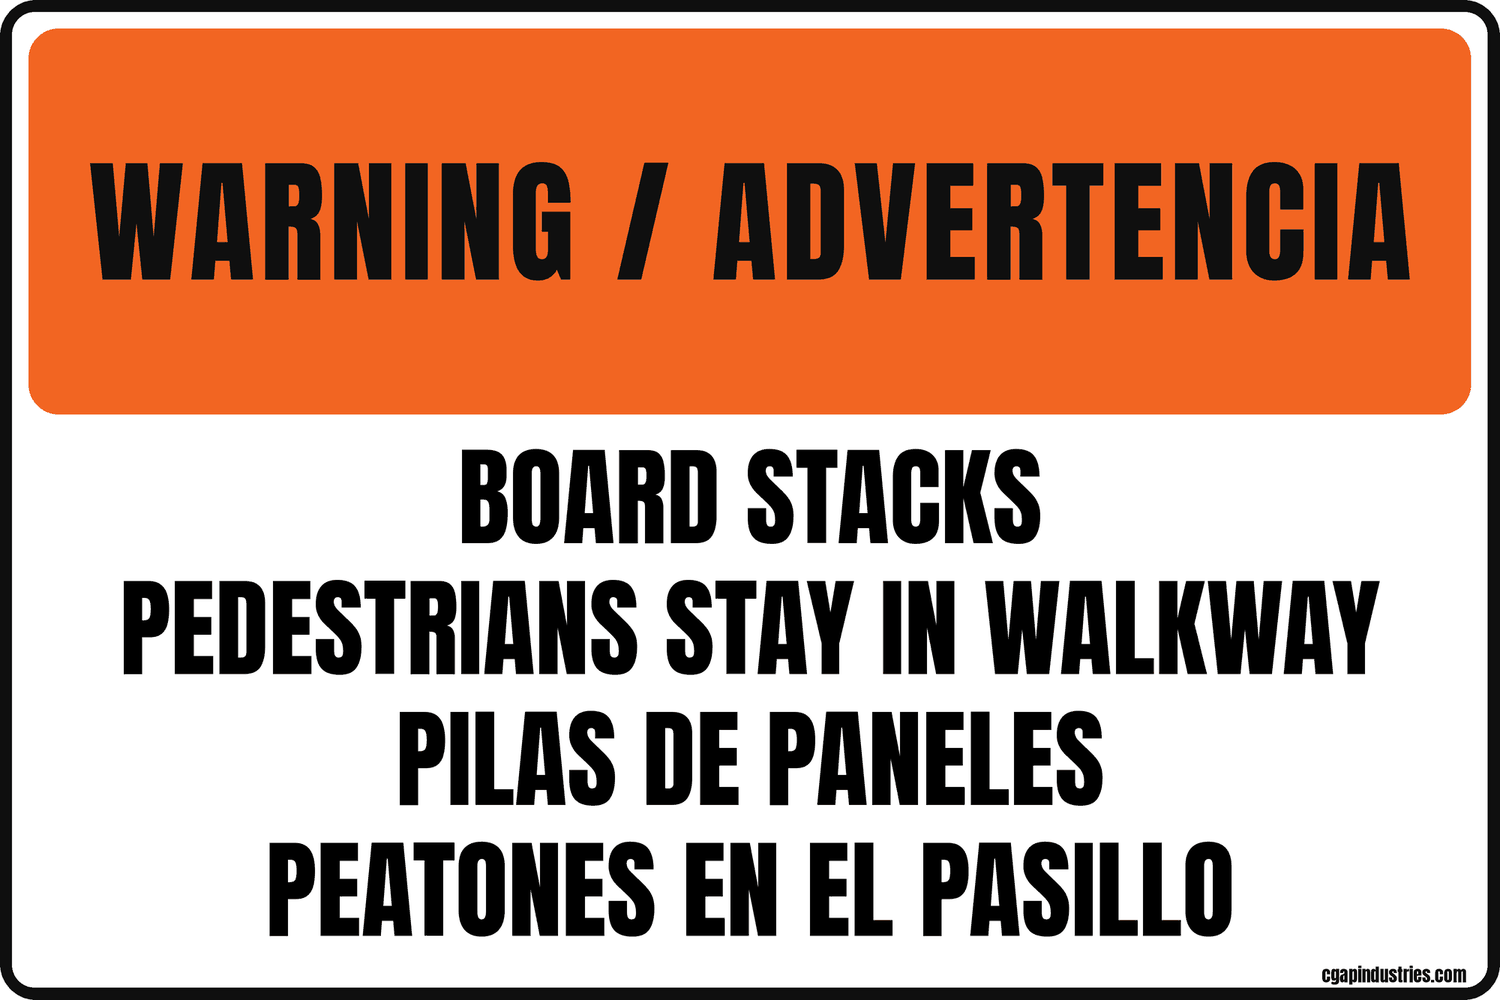 WARNING / ADVERTENCIA
BOARD STACKS
PEDESTRIANS STAY IN WALKWAY
PILAS DE PANELES
PEATONES EN EL PASILLO
cgapindustries.com